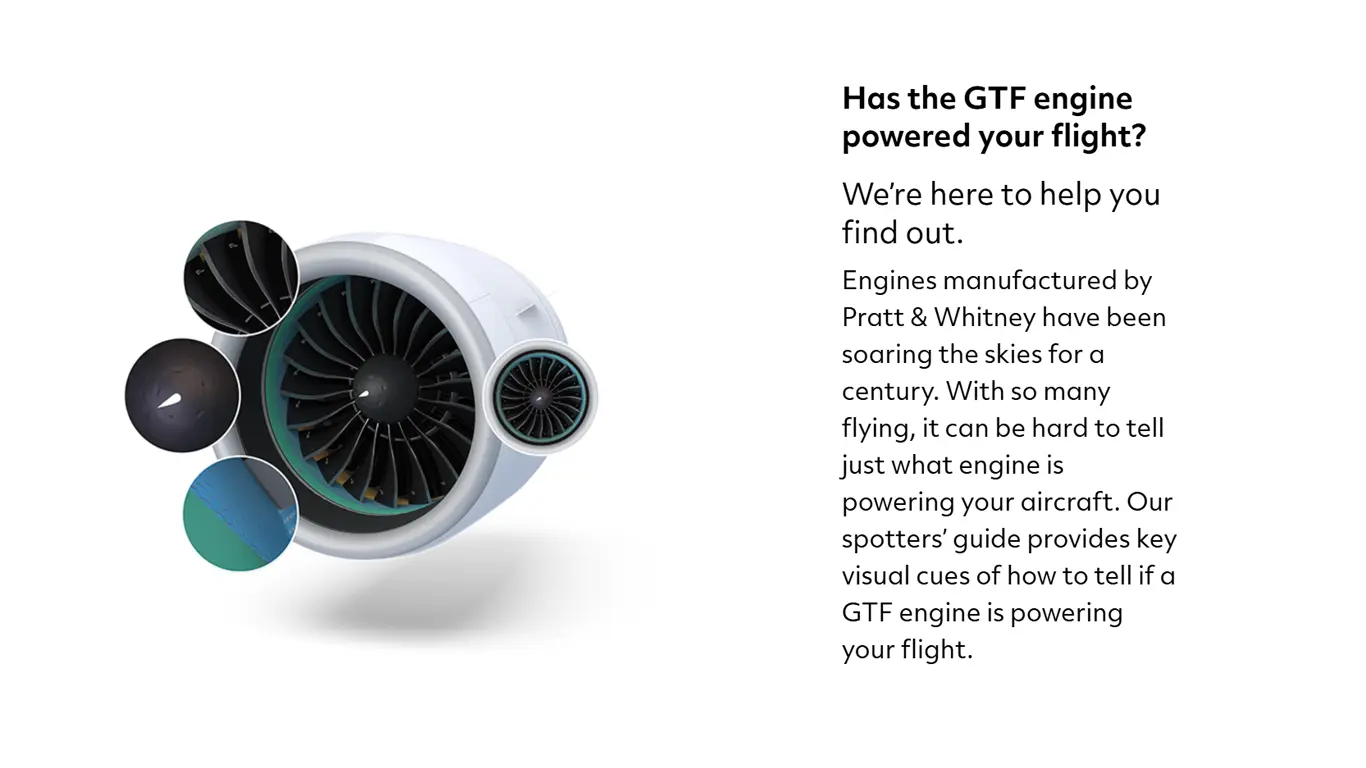 Has the GTF engine
powered your flight?
We’re here to help you
find out.
Engines manufactured by
Pratt & Whitney have been
soaring the skies for a
century. With so many
flying, it can be hard to tell
just what engine is
powering your aircraft. Our
spotters’ guide provides key
visual cues of how to tell if a
GTF engine is powering
your flight.